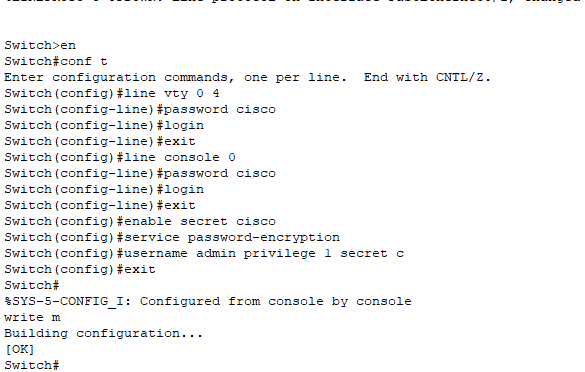 Switch>en
Switch#conf t
Enter configuration commands, one per line.  End with CNTL/Z.
Switch(config)#line vty 0 4
Switch(config-line)#password cisco
Switch(config-line)#login
Switch(config-line)#exit
Switch(config)#line console 0
Switch(config-line)#password cisco
Switch(config-line)#login
Switch(config-line)#exit
Switch(config)#enable secret cisco
Switch(config)#service password-encryption
Switch(config)#username admin privilege 1 secret c
Switch(config)#exit
Switch#
%SYS-5-CONFIG_I: Configured from console by console
write m
Building configuration...
[OK]
Switch#